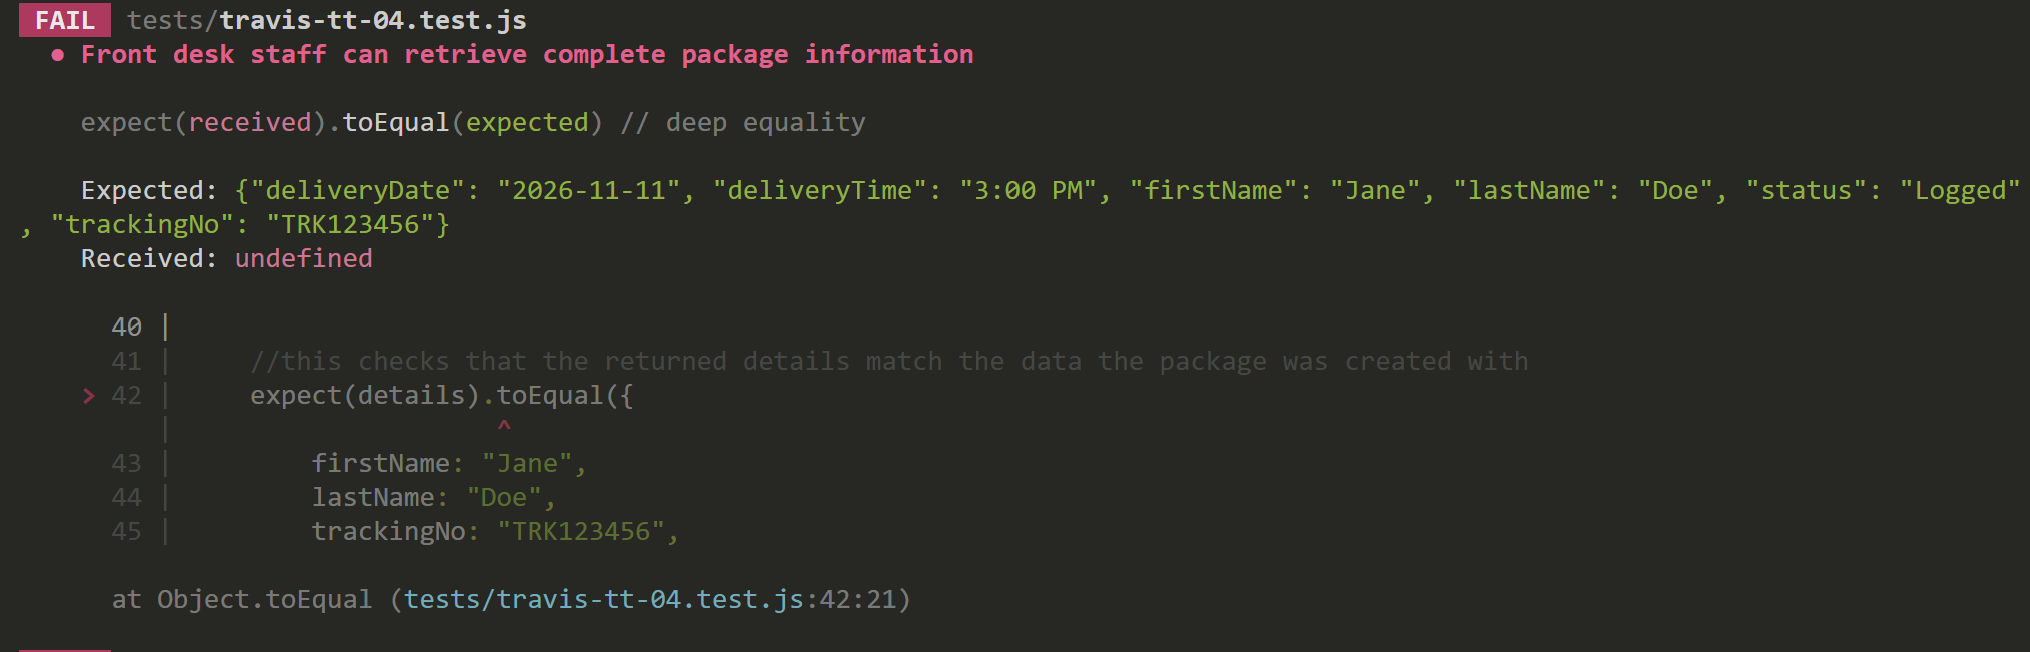 FAIL tests/travis-tt-04.test.js
● Front desk staff can retrieve complete package information
expect(received).toEqual(expected) // deep equality
Expected: {"deliveryDate": "2026-11-11", "deliveryTime": "3:00 PM", "firstName": "Jane", "lastName": "Doe", "status": "Logged"
, "trackingNo": "TRK123456"}
Received: undefined
40 |
41 | //this checks that the returned details match the data the package was created with
> 42 | expect(details).toEqual({
| ^
43 | firstName: "Jane",
44 | lastName: "Doe",
45 | trackingNo: "TRK123456",
at Object.toEqual (tests/travis-tt-04.test.js:42:21)